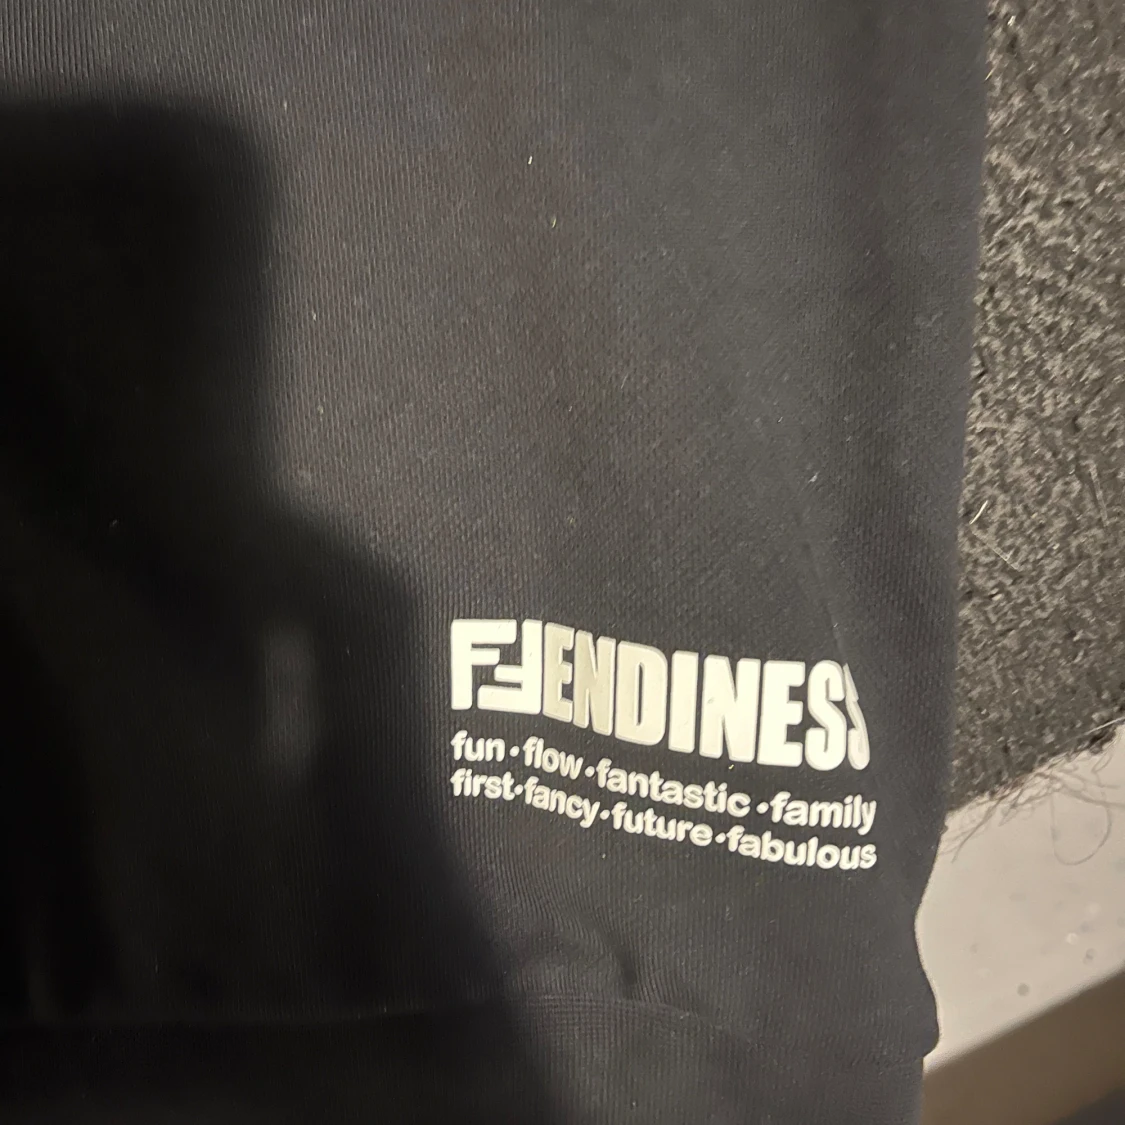 FENDINESS
fun·flow·fantastic·family
first·fancy·future·fabulous